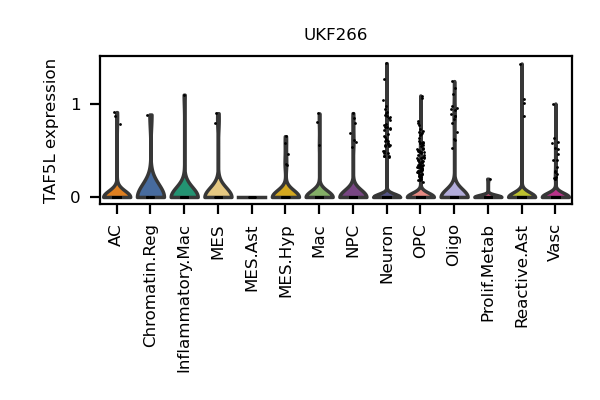 UKF266
TAF5L expression
1
0
AC
Chromatin.Reg
Inflammatory.Mac
MES
MES.Ast
MES.Hyp
Mac
NPC
Neuron
OPC
Oligo
Prolif.Metab
Reactive.Ast
Vasc